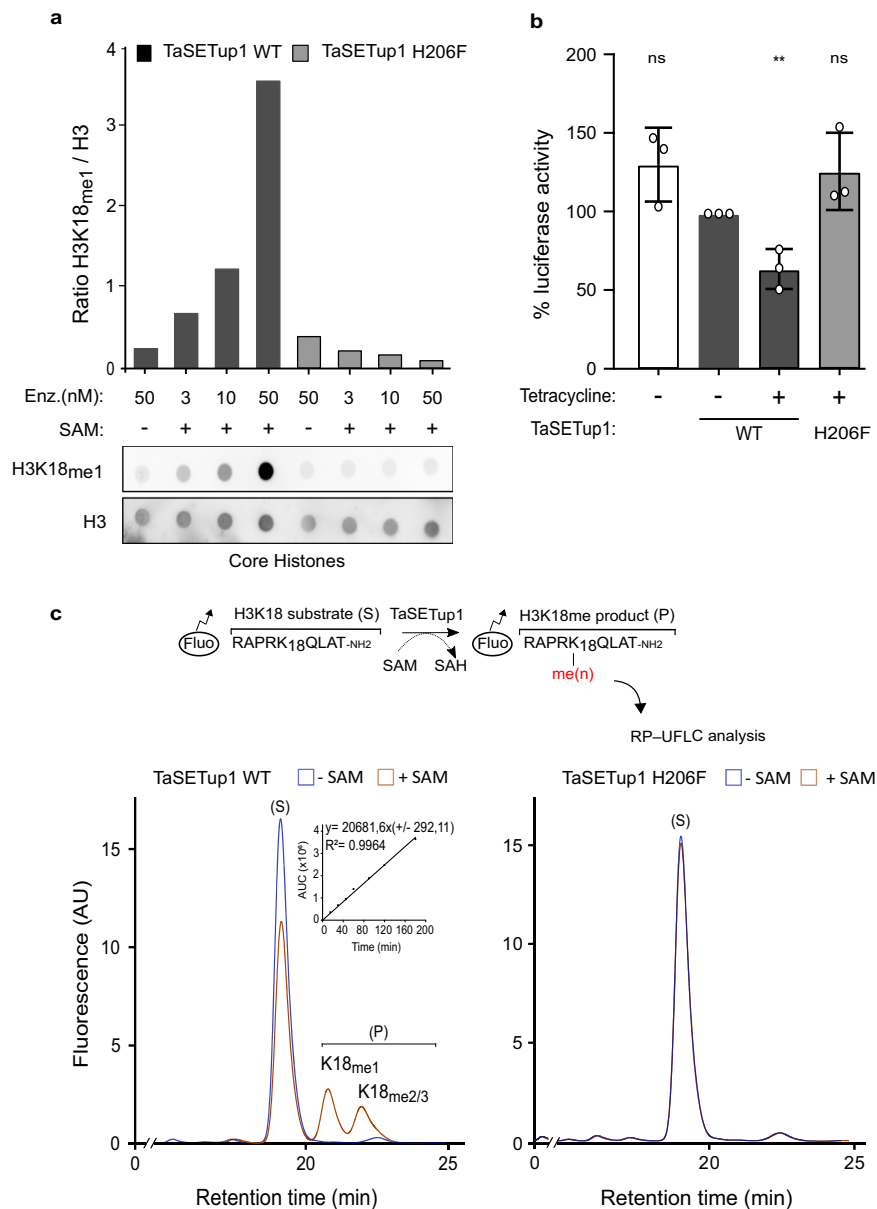 a
TaSETup1 WT TaSETup1 H206F
Ratio H3K18me1 / H3
4
3
2
1
0
Enz.(nM): 50 3 10 50 50 3 10 50
SAM: - + + + - + + +
H3K18me1
H3
Core Histones
b
ns ** ns
% luciferase activity
200
150
100
50
0
Tetracycline: - - + +
TaSETup1: WT H206F
c
H3K18 substrate (S) TaSETup1 H3K18me product (P)
Fluo RAPRK18QLAT-NH2 Fluo RAPRK18QLAT-NH2
SAM SAH
me(n)
RP–UFLC analysis
TaSETup1 WT - SAM + SAM
Fluorescence (AU)
15
10
5
0
(S)
y= 20681,6x(+/- 292,11)
R²= 0.9964
AUC (x10⁶)
4
3
2
1
0
0 40 80 120 160 200
Time (min)
(P)
K18me1
K18me2/3
0 20 25
Retention time (min)
TaSETup1 H206F - SAM + SAM
(S)
15
10
5
0
0 20 25
Retention time (min)